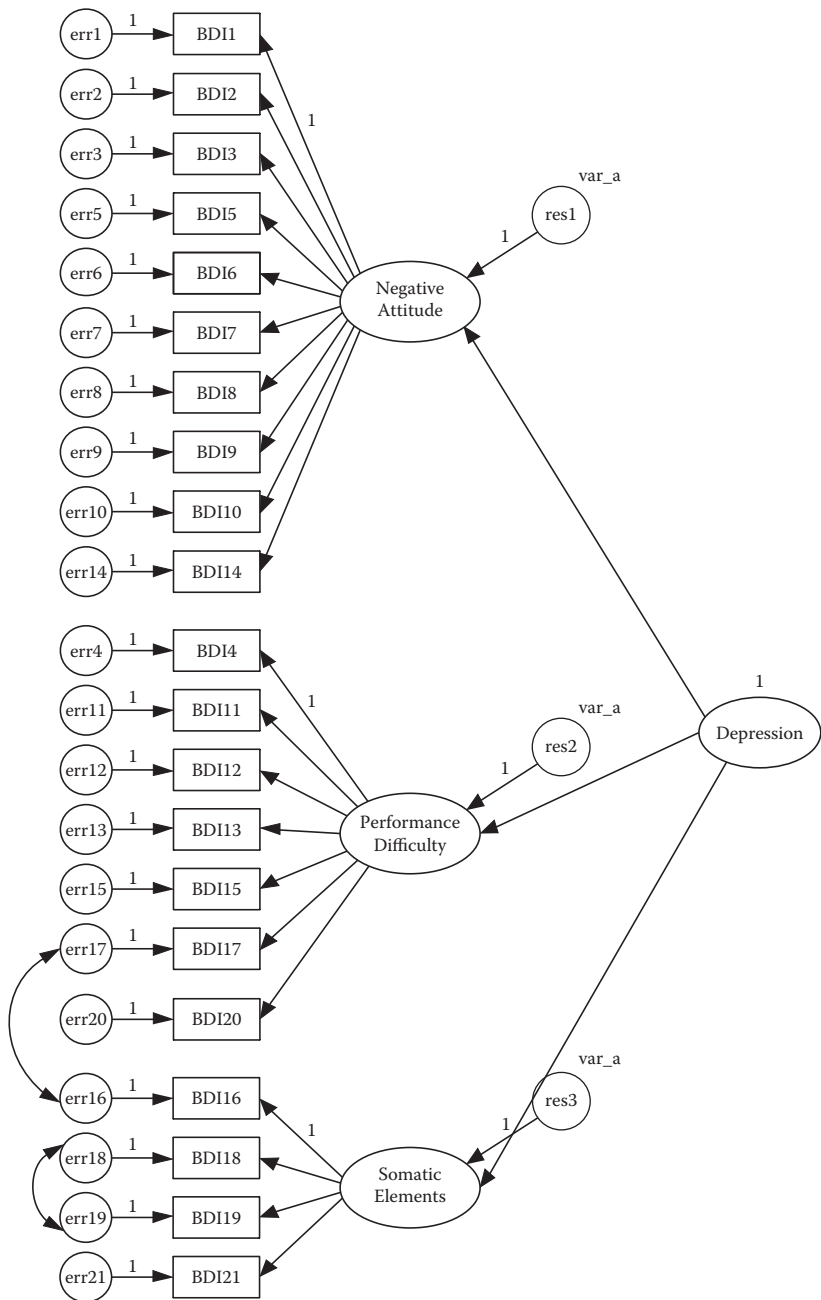 err1 1 BDI1
err2 1 BDI2
1
err3 1 BDI3
var_a
err5 1 BDI5
res1
1
err6 1 BDI6
Negative
Attitude
err7 1 BDI7
err8 1 BDI8
err9 1 BDI9
err10 1 BDI10
err14 1 BDI14
err4 1 BDI4
1
1
err11 1 BDI11
var_a
Depression
res2
err12 1 BDI12
1
Performance
Difficulty
err13 1 BDI13
err15 1 BDI15
err17 1 BDI17
err20 1 BDI20
var_a
err16 1 BDI16
res3
1
1
err18 1 BDI18
Somatic
Elements
err19 1 BDI19
err21 1 BDI21